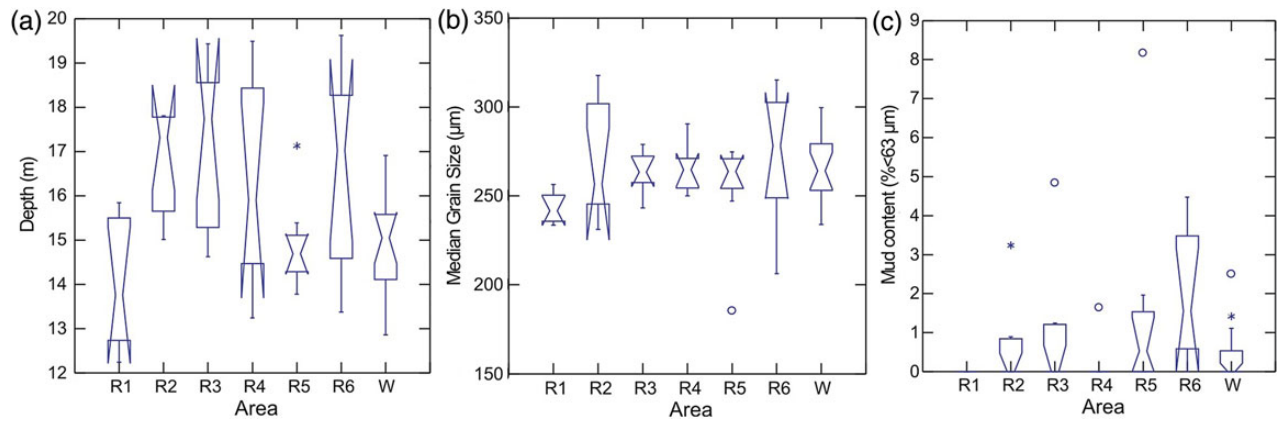 (a)
20
19
18
17
16
15
14
13
12
Depth (m)
R1 R2 R3 R4 R5 R6 W
Area
(b)
350
300
250
200
150
Median Grain Size (μm)
R1 R2 R3 R4 R5 R6 W
Area
(c)
9
8
7
6
5
4
3
2
1
0
Mud content (%<63 μm)
R1 R2 R3 R4 R5 R6 W
Area